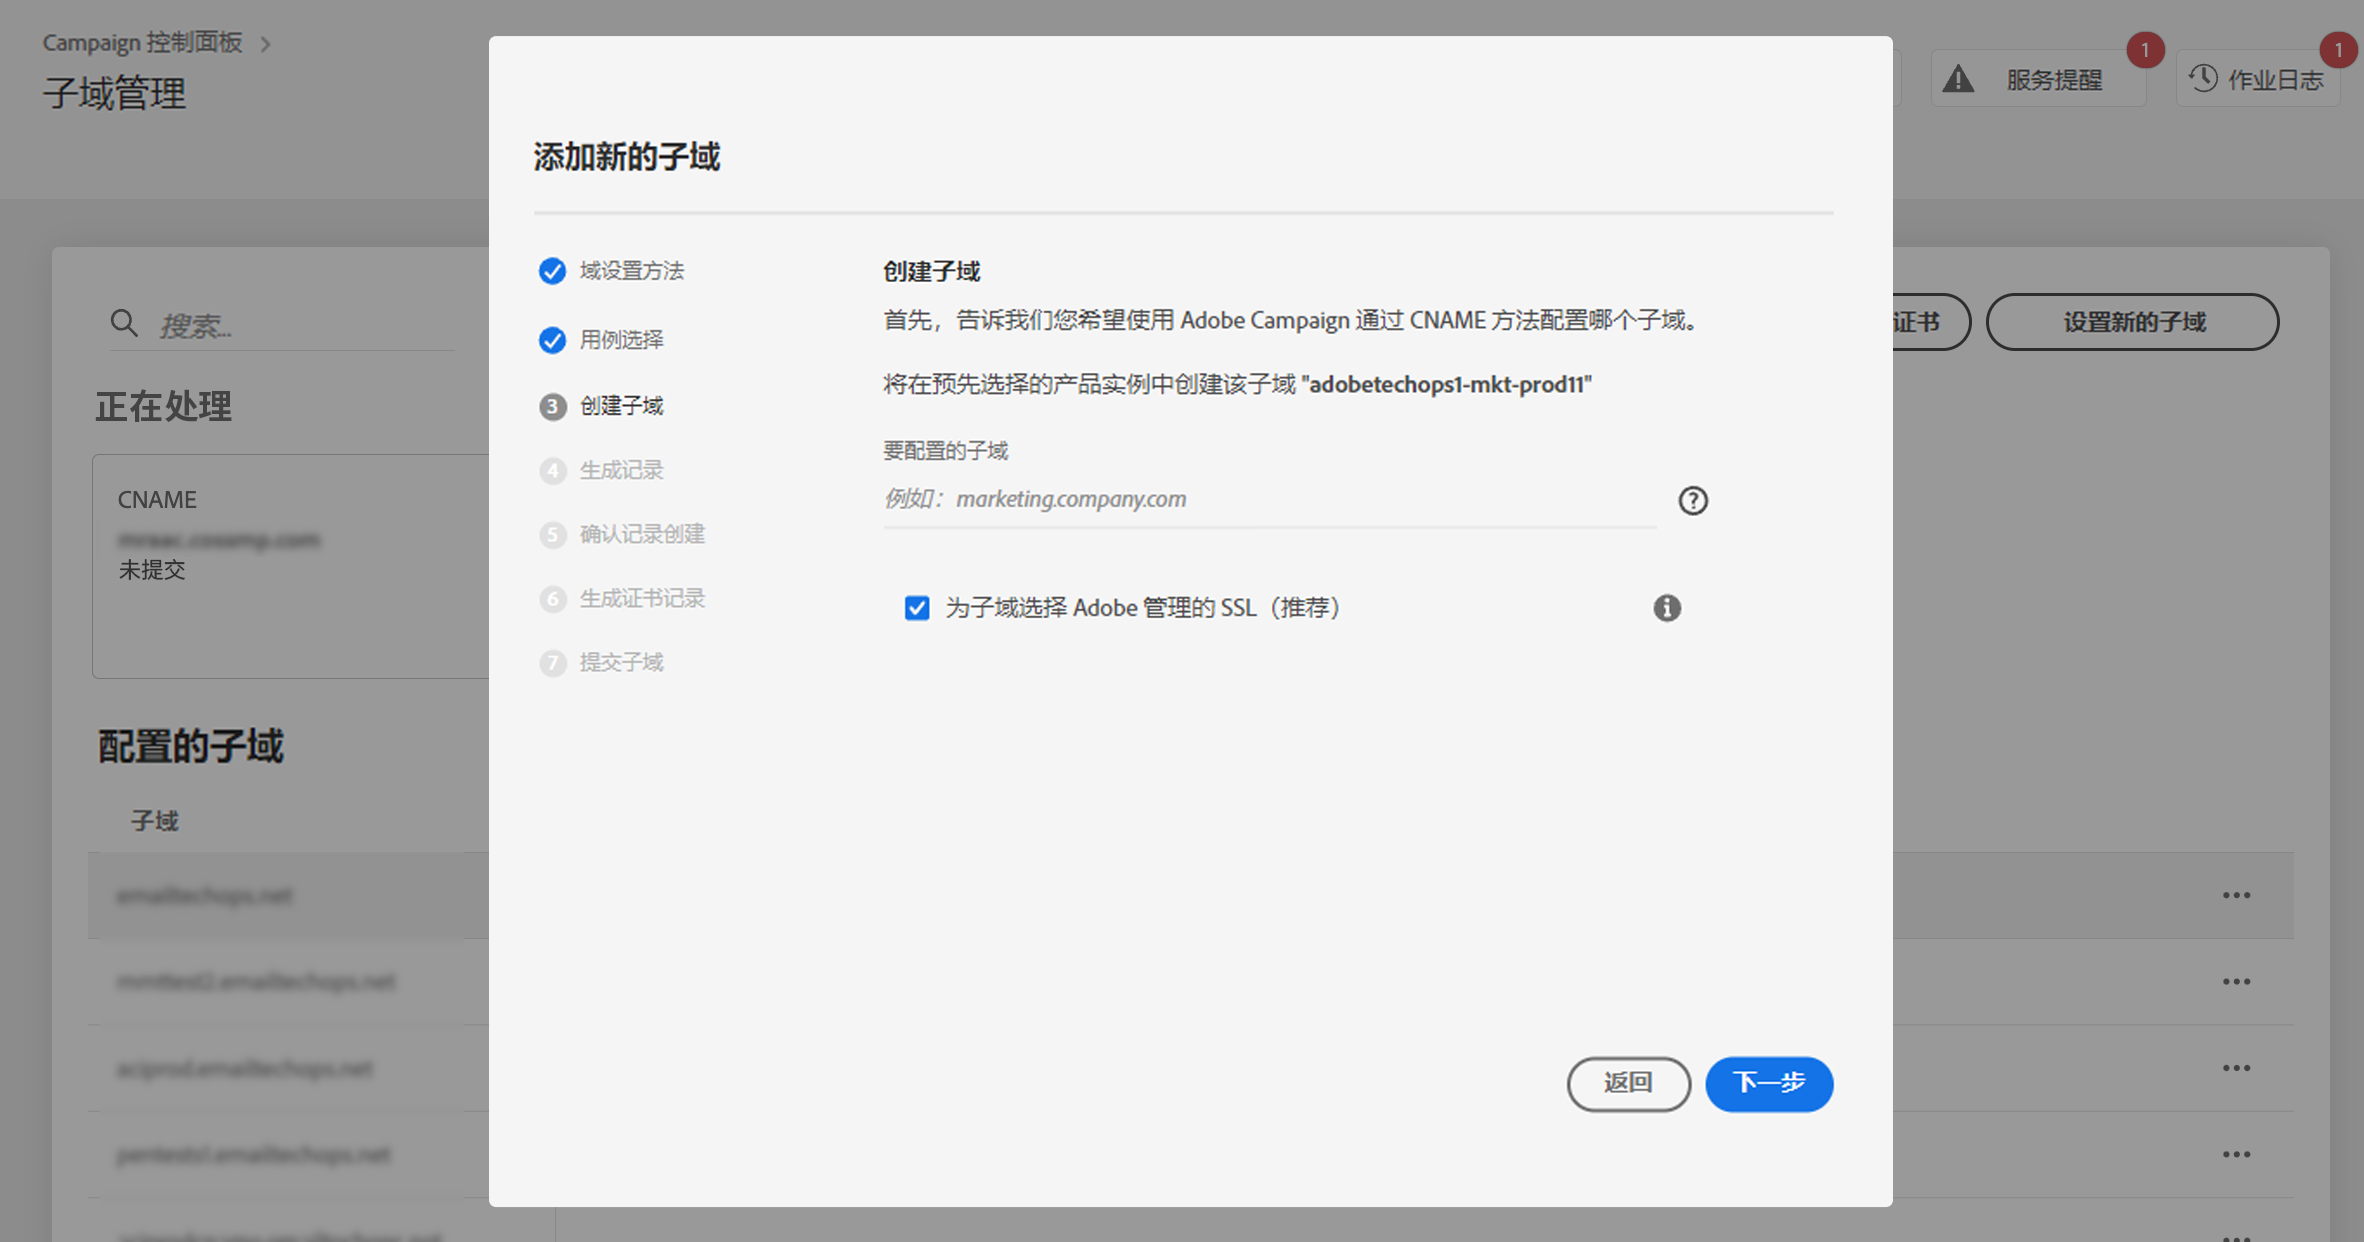 Campaign 控制面板
子域管理
1
服务提醒
1
作业日志
搜索...
证书
设置新的子域
正在处理
CNAME
未提交
配置的子域
子域
添加新的子域
域设置方法
用例选择
3 创建子域
4 生成记录
5 确认记录创建
6 生成证书记录
7 提交子域
创建子域
首先，告诉我们您希望使用 Adobe Campaign 通过 CNAME 方法配置哪个子域。
将在预先选择的产品实例中创建该子域 "adobetechops1-mkt-prod11"
要配置的子域
例如：marketing.company.com
为子域选择 Adobe 管理的 SSL（推荐）
返回
下一步